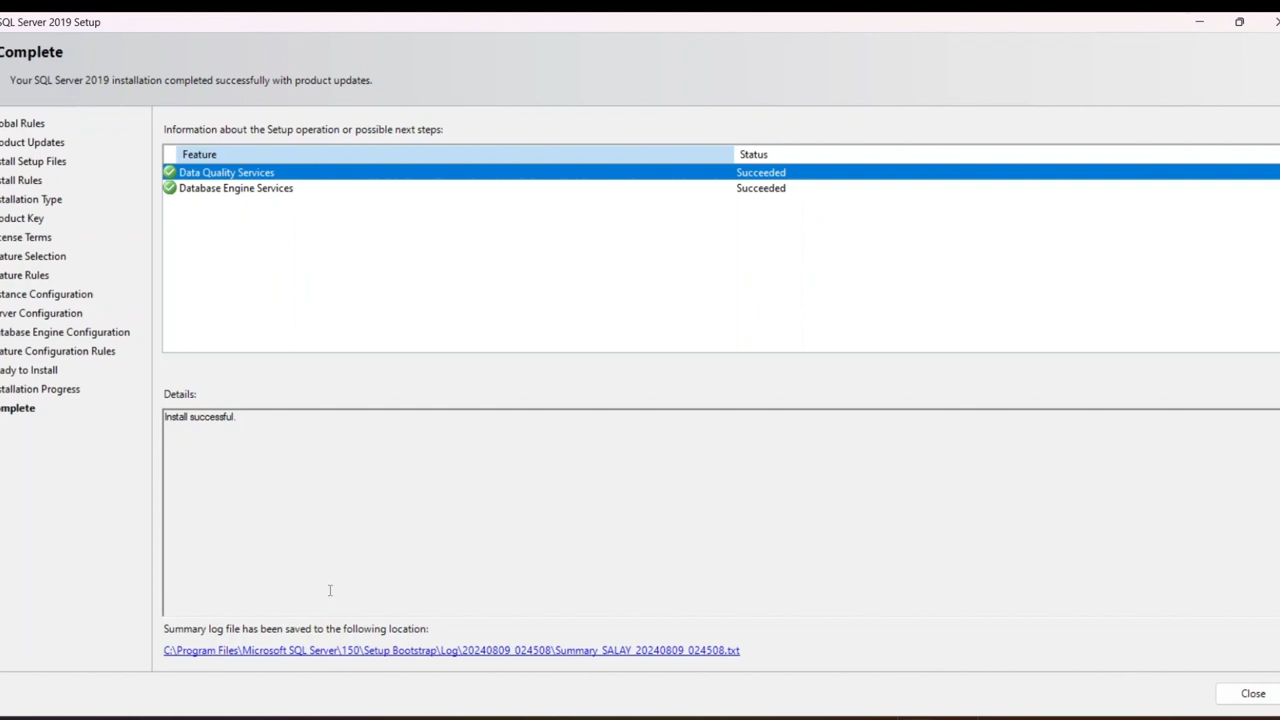 SQL Server 2019 Setup
Complete
Your SQL Server 2019 installation completed successfully with product updates.
obal Rules
oduct Updates
stall Setup Files
stall Rules
stallation Type
oduct Key
ense Terms
ature Selection
ature Rules
stance Configuration
rver Configuration
tabase Engine Configuration
ature Configuration Rules
ady to Install
stallation Progress
mplete
Information about the Setup operation or possible next steps:
Feature Status
Data Quality Services Succeeded
Database Engine Services Succeeded
Details:
Install successful.
Summary log file has been saved to the following location:
C:\Program Files\Microsoft SQL Server\150\Setup Bootstrap\Log\20240809_024508\Summary_SALAY_20240809_024508.txt
Close